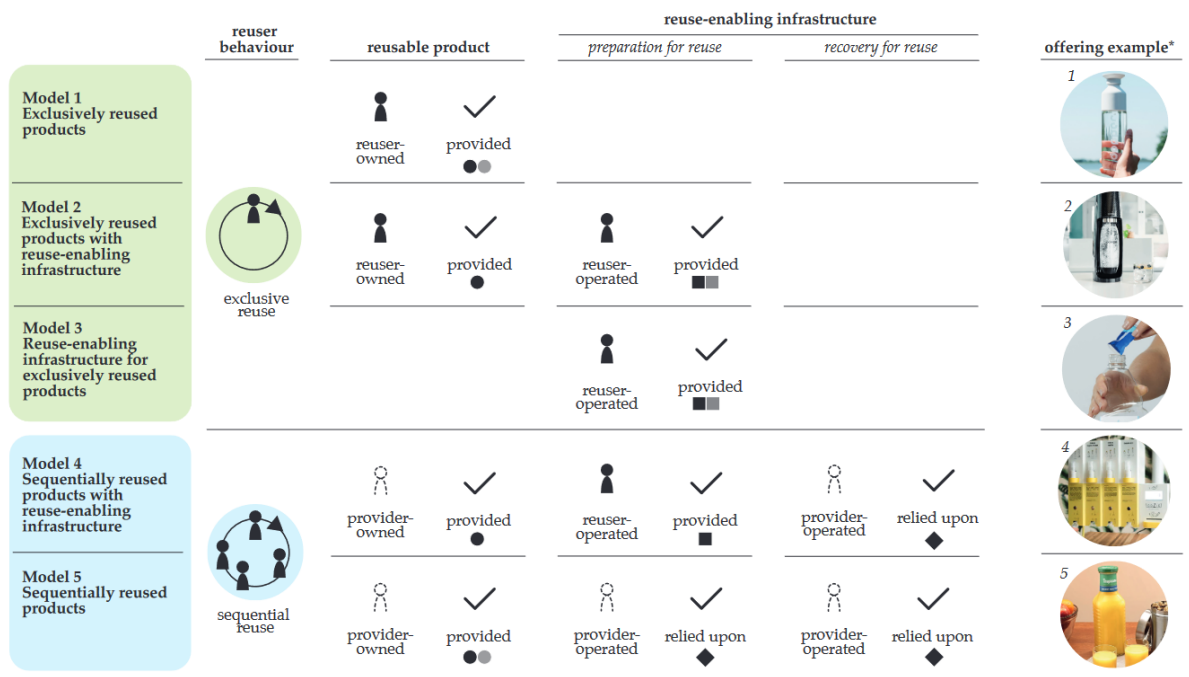 reuser
behaviour
reusable product
reuse-enabling infrastructure
preparation for reuse
recovery for reuse
offering example*
Model 1
Exclusively reused
products
reuser-
owned
provided
1
Model 2
Exclusively reused
products with
reuse-enabling
infrastructure
exclusive
reuse
reuser-
owned
provided
reuser-
operated
provided
2
Model 3
Reuse-enabling
infrastructure for
exclusively reused
products
reuser-
operated
provided
3
Model 4
Sequentially reused
products with
reuse-enabling
infrastructure
provider-
owned
provided
reuser-
operated
provided
provider-
operated
relied upon
4
Model 5
Sequentially reused
products
sequential
reuse
provider-
owned
provided
provider-
operated
relied upon
provider-
operated
relied upon
5